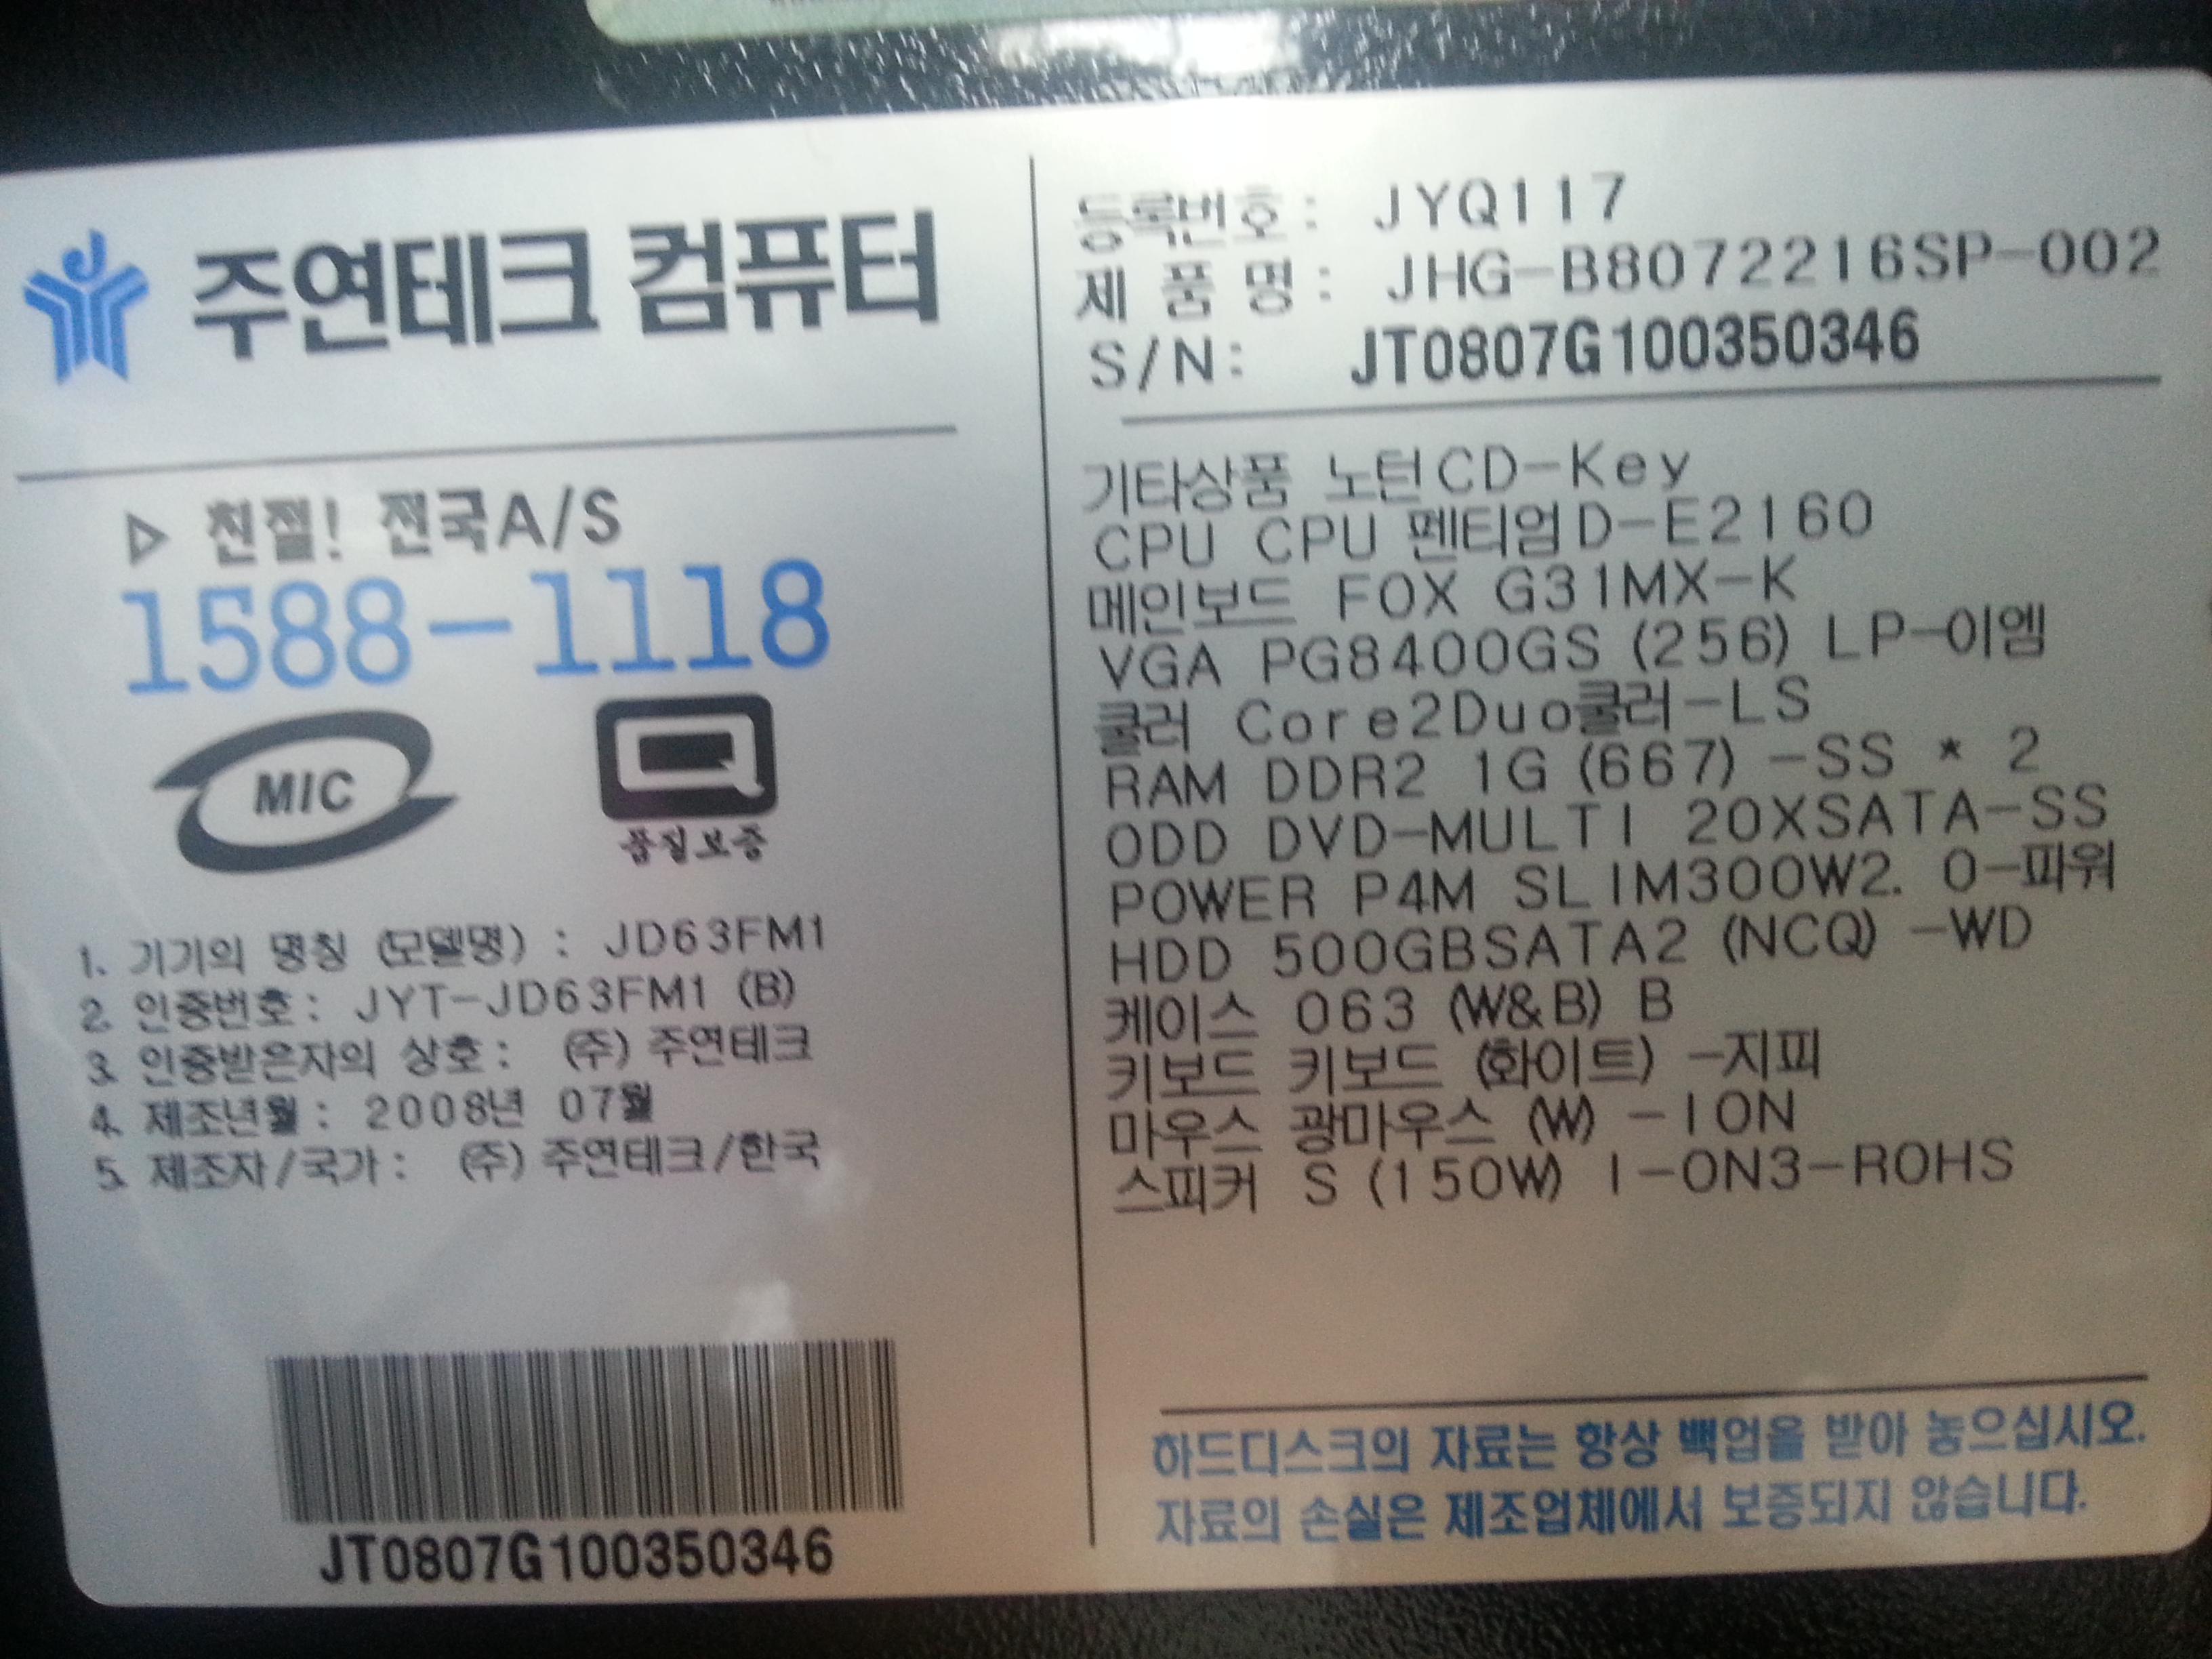 주연테크 컴퓨터
▷ 친절! 전국A/S
1588-1118
MIC
Q
품질보증
1. 기기의 명칭 (모델명) : JD63FM1
2. 인증번호 : JYT-JD63FM1 (B)
3. 인증받은자의 상호 : (주) 주연테크
4. 제조년월 : 2008년 07월
5. 제조자/국가 : (주) 주연테크/한국
JT0807G100350346
등록번호 : JYQ117
제 품 명 : JHG-B8072216SP-002
S/N: JT0807G100350346
기타상품 노턴CD-Key
CPU CPU 펜티엄D-E2160
메인보드 FOX G31MX-K
VGA PG8400GS (256) LP-이엠
쿨러 Core2Duo쿨러-LS
RAM DDR2 1G (667) -SS * 2
ODD DVD-MULTI 20XSATA-SS
POWER P4M SLIM300W2. 0-파워
HDD 500GBSATA2 (NCQ) -WD
케이스 063 (W&B) B
키보드 키보드 (화이트) -지피
마우스 광마우스 (W) -ION
스피커 S (150W) I-ON3-ROHS
하드디스크의 자료는 항상 백업을 받아 놓으십시오.
자료의 손실은 제조업체에서 보증되지 않습니다.